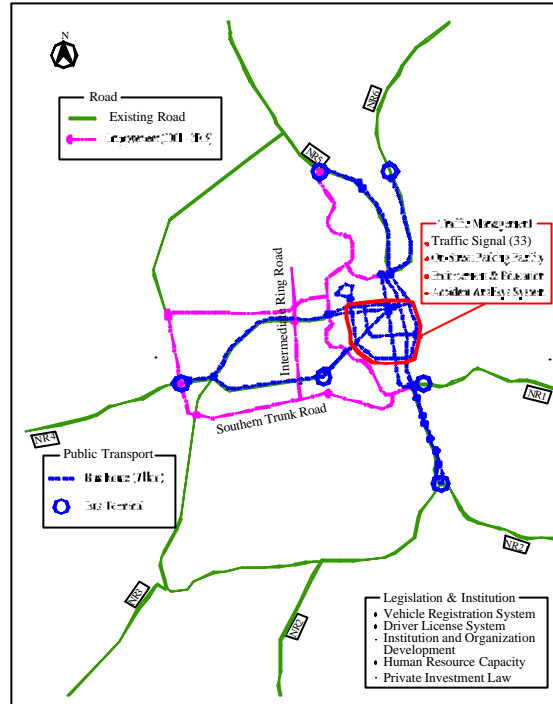 N
Road
Existing Road
NR6
NR5
Traffic Signal (33)
Intermediate Ring Road
Southern Trunk Road
NR1
NR4
Public Transport
Bus Terminal
NR2
NR3
NR2
Legislation & Institution
Vehicle Registration System
Driver License System
Institution and Organization
Development
Human Resource Capacity
Private Investment Law